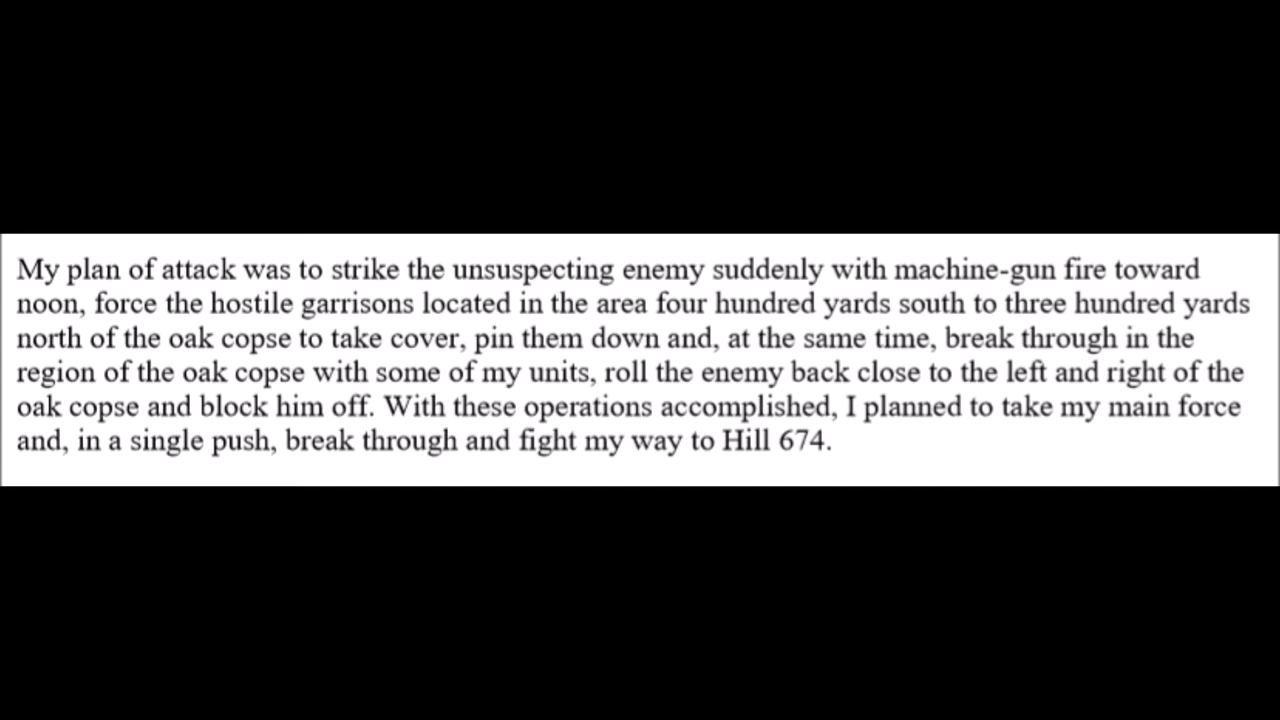 My plan of attack was to strike the unsuspecting enemy suddenly with machine-gun fire toward
noon, force the hostile garrisons located in the area four hundred yards south to three hundred yards
north of the oak copse to take cover, pin them down and, at the same time, break through in the
region of the oak copse with some of my units, roll the enemy back close to the left and right of the
oak copse and block him off. With these operations accomplished, I planned to take my main force
and, in a single push, break through and fight my way to Hill 674.